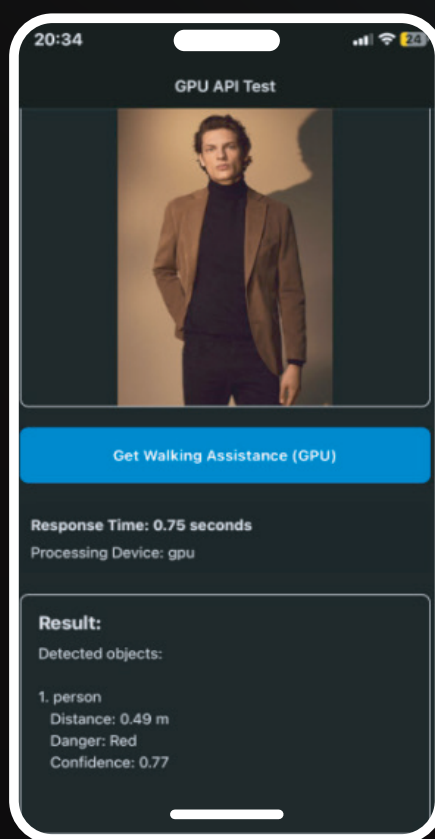 20:34
24
GPU API Test
Get Walking Assistance (GPU)
Response Time: 0.75 seconds
Processing Device: gpu
Result:
Detected objects:
1. person
Distance: 0.49 m
Danger: Red
Confidence: 0.77